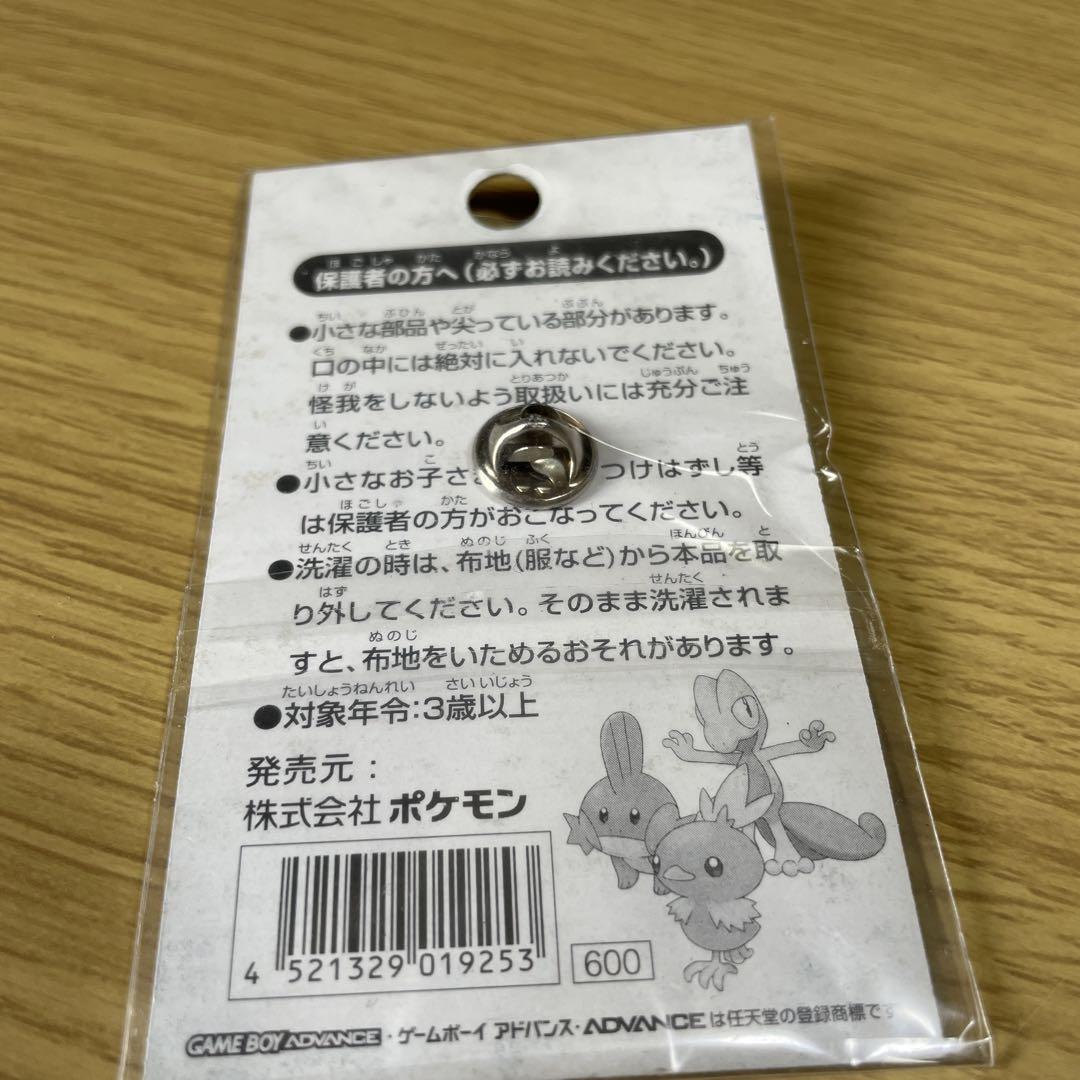 保護者の方へ(必ずお読みください。)
●小さな部品や尖っている部分があります。
口の中には絶対に入れないでください。
怪我をしないよう取扱いには充分ご注
意ください。
●小さなお子さ つけはずし等
は保護者の方がおこなってください。
●洗濯の時は、布地(服など)から本品を取
り外してください。そのまま洗濯されま
すと、布地をいためるおそれがあります。
●対象年令:3歳以上
発売元:
株式会社 ポケモン
4 521329 019253
600
GAME BOY ADVANCE・ゲームボーイ アドバンス・ADVANCEは任天堂の登録商標です